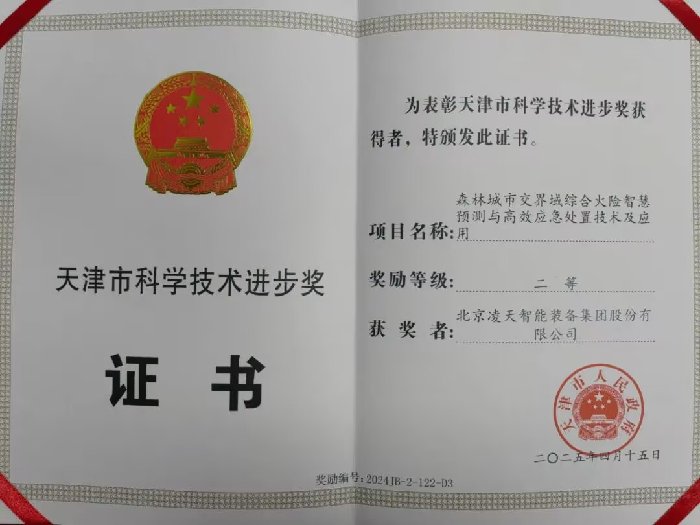 天津市科学技术进步奖
证 书
为表彰天津市科学技术进步奖获
得者，特颁发此证书。
森林城市交界域综合火险智慧
预测与高效应急处置技术及应
项目名称:用
奖励等级: 二 等
北京凌天智能装备集团股份有
获 奖 者: 限公司
天津市人民政府
二〇二五年四月十五日
奖励编号:2024JB-2-122-D3